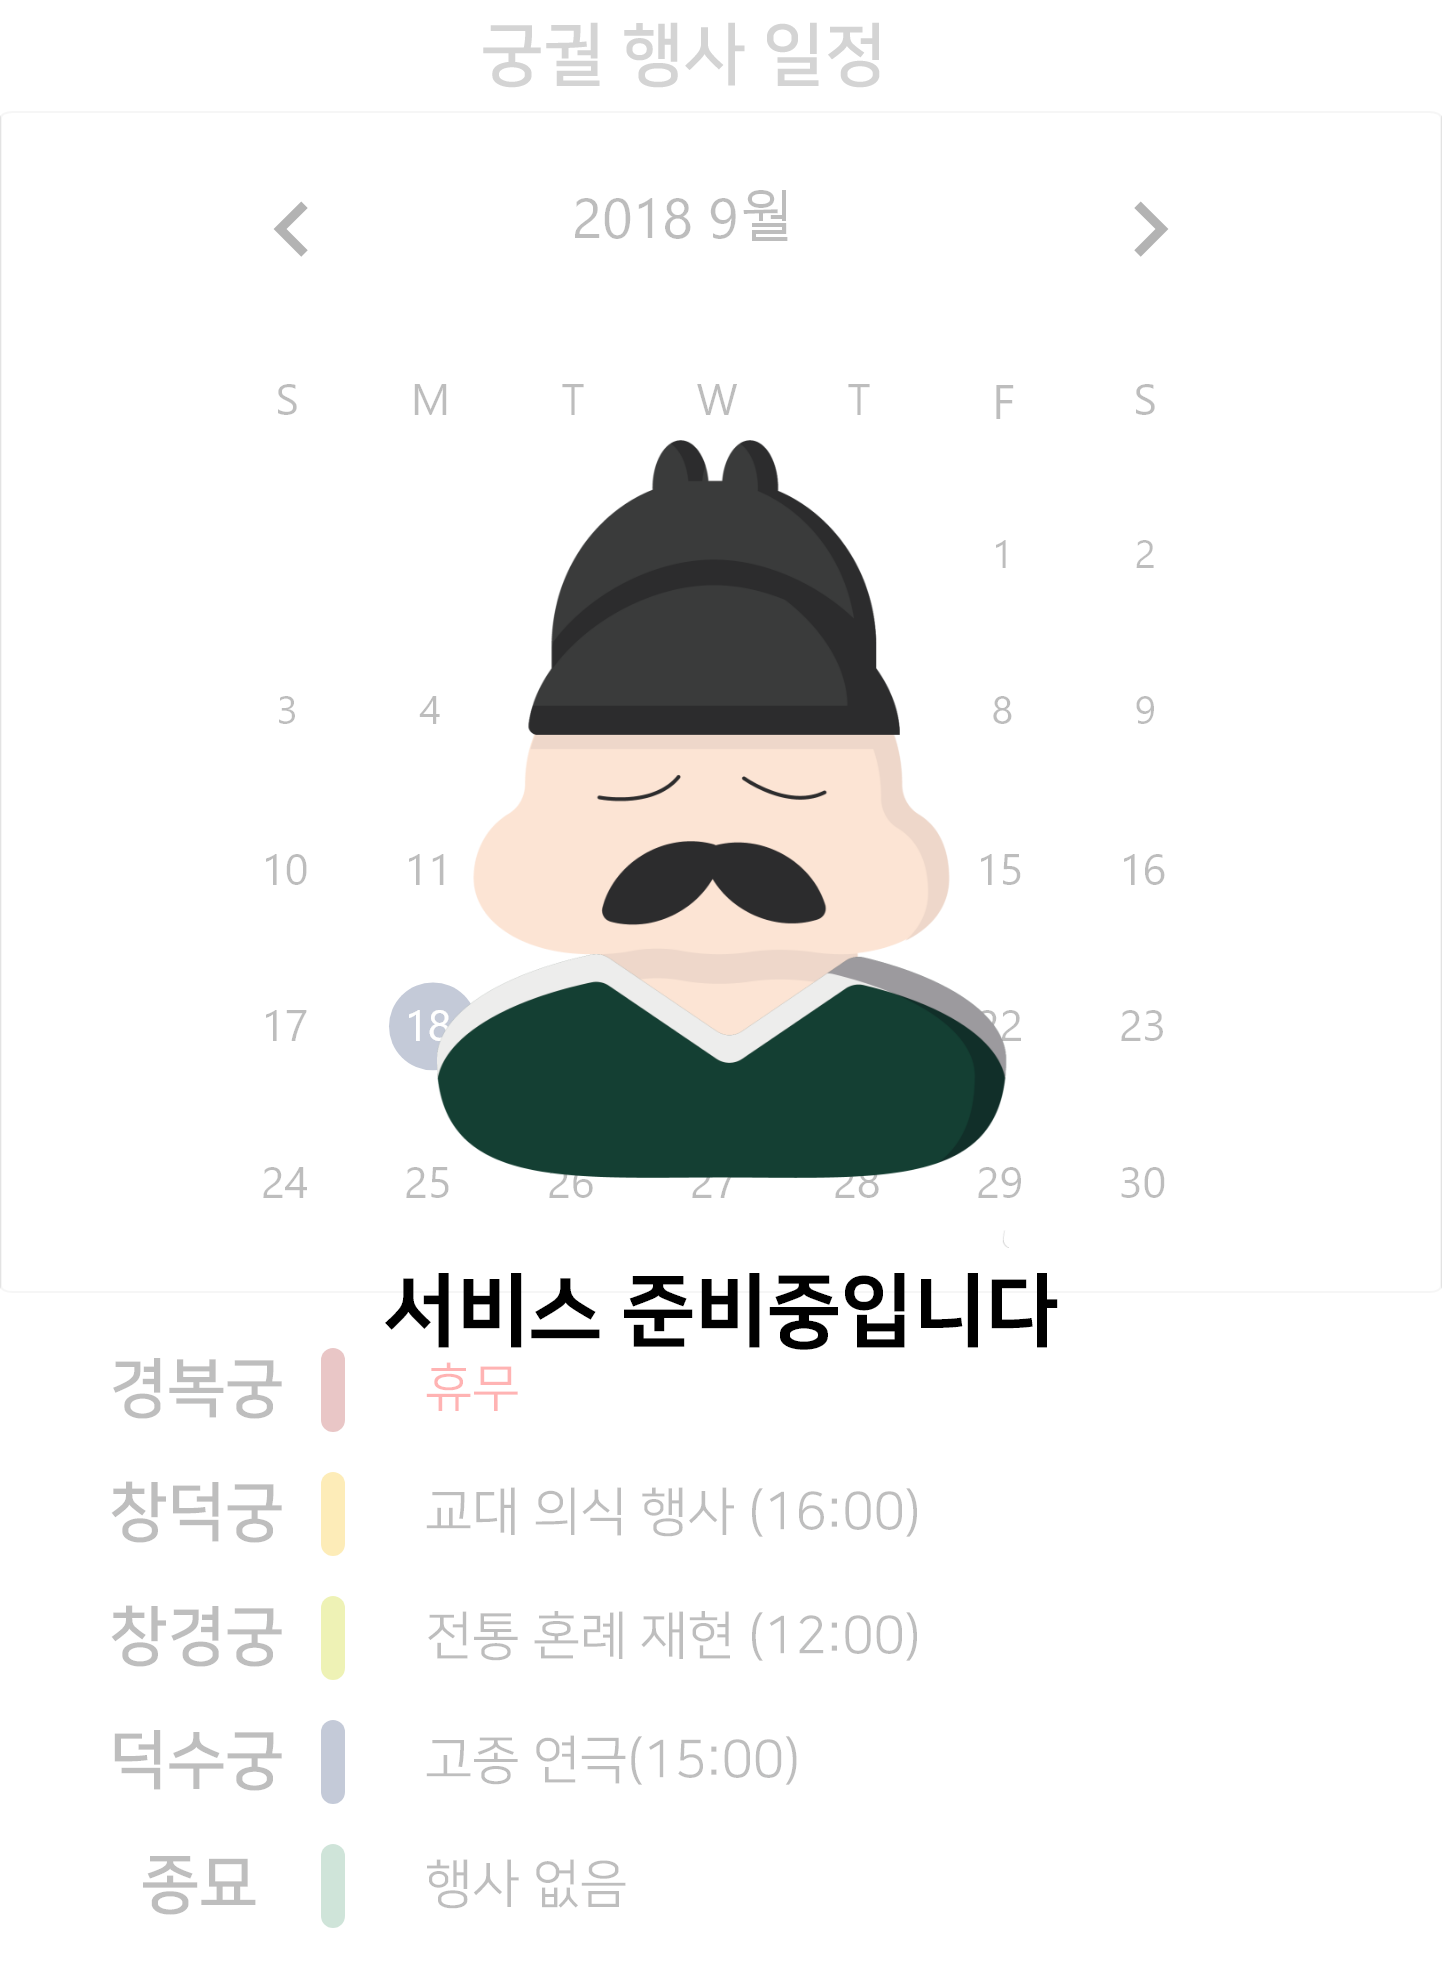 궁궐 행사 일정
2018 9월
S M T W T F S
1 2
3 4 8 9
10 11 15 16
17 18 22 23
24 25 26 27 28 29 30
서비스 준비중입니다
경복궁 휴무
창덕궁 교대 의식 행사 (16:00)
창경궁 전통 혼례 재현 (12:00)
덕수궁 고종 연극(15:00)
종묘 행사 없음